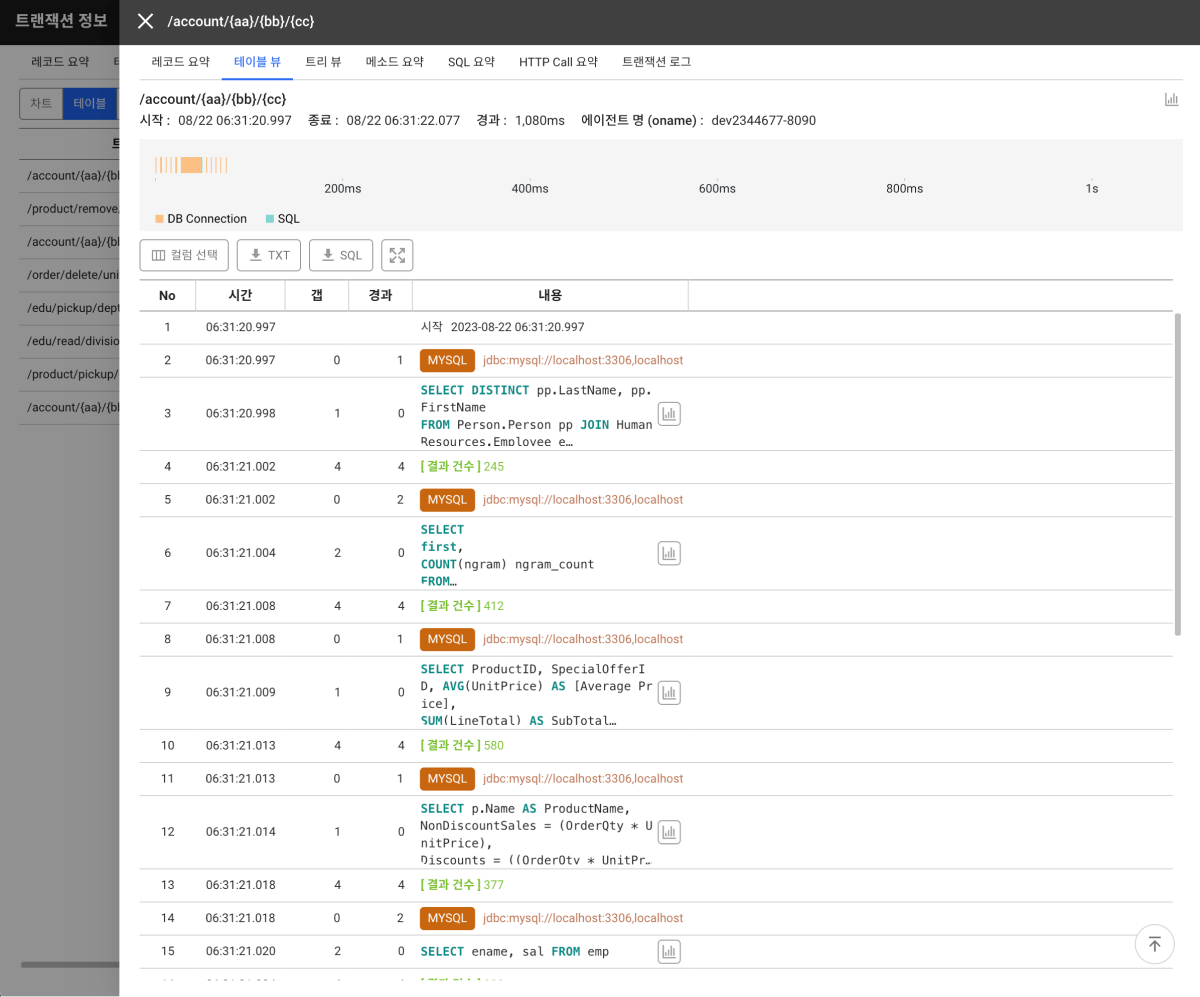 트랜잭션 정보
/account/{aa}/{bb}/{cc}
레코드 요약
차트 테이블
/account/{aa}/{bb
/product/remove.
/account/{aa}/{bb
/order/delete/uni
/edu/pickup/dept
/edu/read/divisio
/product/pickup/
/account/{aa}/{bb
레코드 요약 테이블 뷰 트리 뷰 메소드 요약 SQL 요약 HTTP Call 요약 트랜잭션 로그
/account/{aa}/{bb}/{cc}
시작 : 08/22 06:31:20.997 종료 : 08/22 06:31:22.077 경과 : 1,080ms 에이전트 명 (oname) : dev2344677-8090
200ms 400ms 600ms 800ms 1s
DB Connection SQL
컬럼 선택 TXT SQL
No 시간 갭 경과 내용
1 06:31:20.997 시작 2023-08-22 06:31:20.997
2 06:31:20.997 0 1 MYSQL jdbc:mysql://localhost:3306,localhost
3 06:31:20.998 1 0 SELECT DISTINCT pp.LastName, pp.
FirstName
FROM Person.Person pp JOIN Human
Resources.Employee e…
4 06:31:21.002 4 4 [ 결과 건수 ] 245
5 06:31:21.002 0 2 MYSQL jdbc:mysql://localhost:3306,localhost
6 06:31:21.004 2 0 SELECT
first,
COUNT(ngram) ngram_count
FROM…
7 06:31:21.008 4 4 [ 결과 건수 ] 412
8 06:31:21.008 0 1 MYSQL jdbc:mysql://localhost:3306,localhost
9 06:31:21.009 1 0 SELECT ProductID, SpecialOfferI
D, AVG(UnitPrice) AS [Average Pr
ice],
SUM(LineTotal) AS SubTotal…
10 06:31:21.013 4 4 [ 결과 건수 ] 580
11 06:31:21.013 0 1 MYSQL jdbc:mysql://localhost:3306,localhost
12 06:31:21.014 1 0 SELECT p.Name AS ProductName,
NonDiscountSales = (OrderQty * U
nitPrice),
Discounts = ((OrderQty * UnitPr…
13 06:31:21.018 4 4 [ 결과 건수 ] 377
14 06:31:21.018 0 2 MYSQL jdbc:mysql://localhost:3306,localhost
15 06:31:21.020 2 0 SELECT ename, sal FROM emp